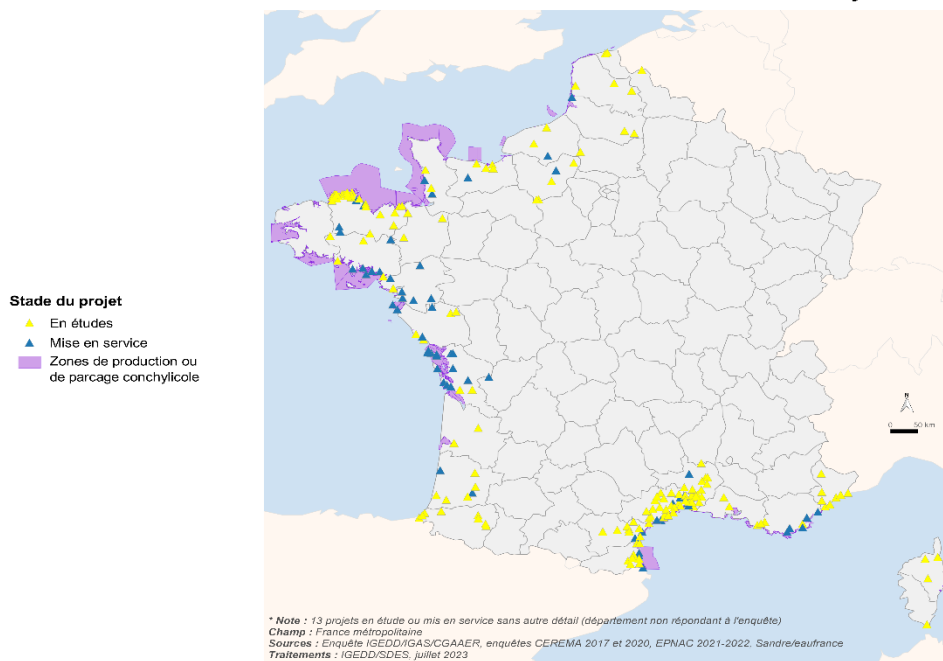 Stade du projet
En études
Mise en service
Zones de production ou
de parcage conchylicole
N
0 50 km
* Note : 13 projets en étude ou mis en service sans autre détail (département non répondant à l'enquête)
Champ : France métropolitaine
Sources : Enquête IGEDD/IGAS/CGAAER, enquêtes CEREMA 2017 et 2020, EPNAC 2021-2022. Sandre/eaufrance
Traitements : IGEDD/SDES, juillet 2023